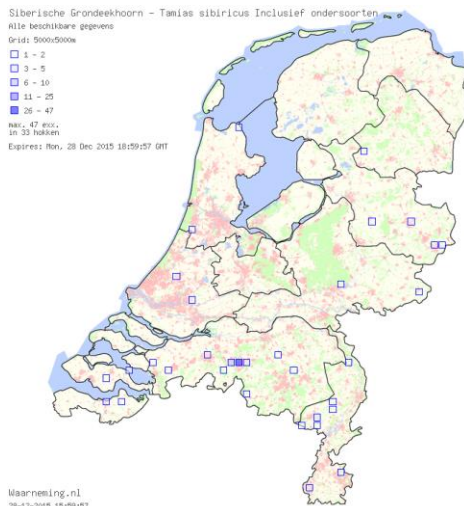 Siberische Grondeekhoorn - Tamias sibiricus Inclusief ondersoorten
Alle beschikbare gegevens
Grid: 5000x5000m
1 - 2
3 - 5
6 - 10
11 - 25
26 - 47
max. 47 exx.
in 33 hokken
Expires: Mon, 28 Dec 2015 18:59:57 GMT
Waarneming.nl